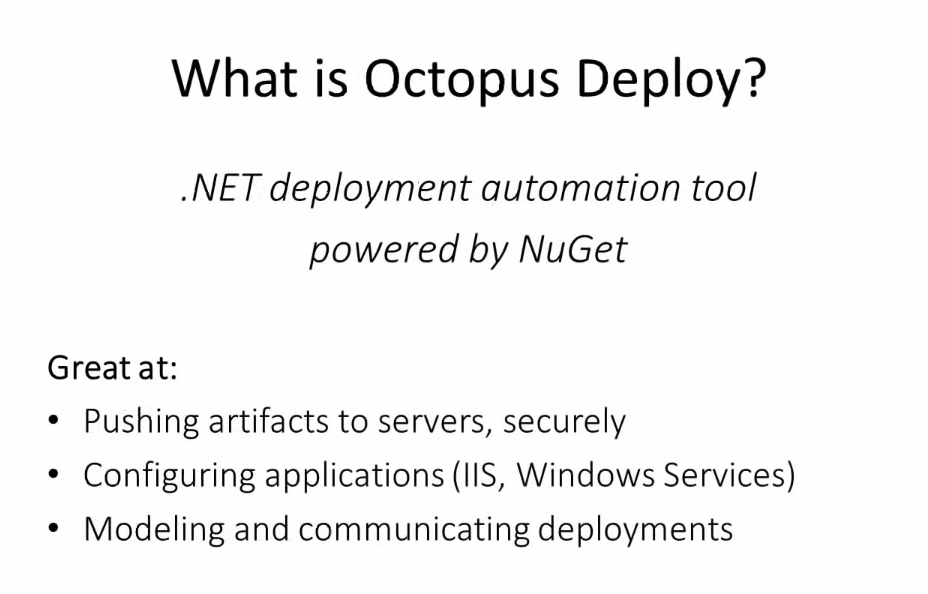 What is Octopus Deploy?
.NET deployment automation tool
powered by NuGet
Great at:
• Pushing artifacts to servers, securely
• Configuring applications (IIS, Windows Services)
• Modeling and communicating deployments